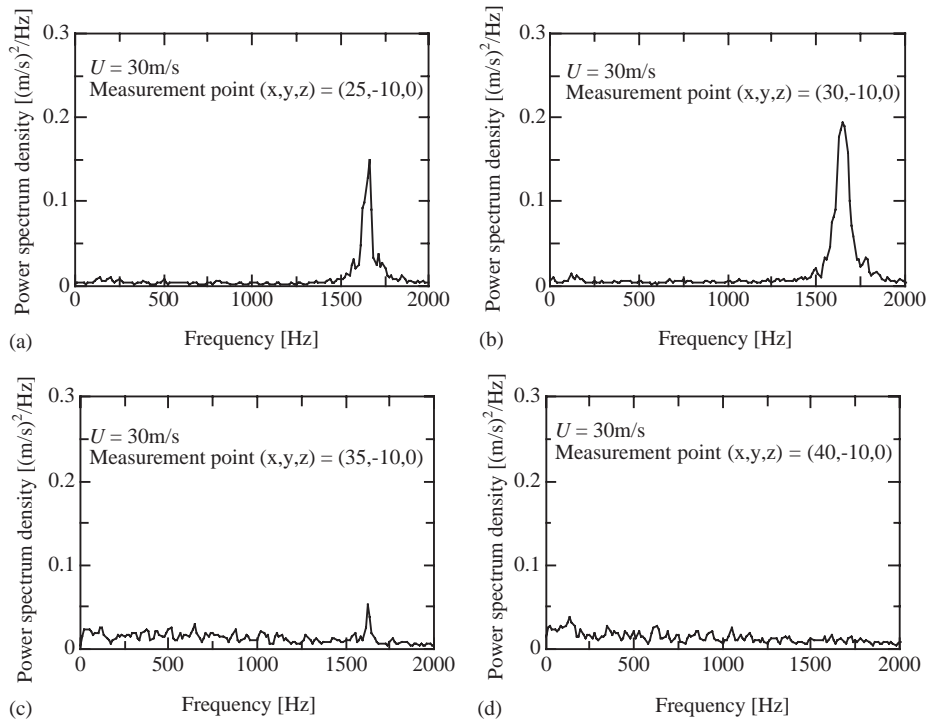 Power spectrum density [(m/s)²/Hz]
0.3
0.2
0.1
0
U = 30m/s
Measurement point (x,y,z) = (25,-10,0)
0 500 1000 1500 2000
Frequency [Hz]
(a)
Power spectrum density [(m/s)²/Hz]
0.3
0.2
0.1
0
U = 30m/s
Measurement point (x,y,z) = (30,-10,0)
0 500 1000 1500 2000
Frequency [Hz]
(b)
Power spectrum density [(m/s)²/Hz]
0.3
0.2
0.1
0
U = 30m/s
Measurement point (x,y,z) = (35,-10,0)
0 500 1000 1500 2000
Frequency [Hz]
(c)
Power spectrum density [(m/s)²/Hz]
0.3
0.2
0.1
0
U = 30m/s
Measurement point (x,y,z) = (40,-10,0)
0 500 1000 1500 2000
Frequency [Hz]
(d)